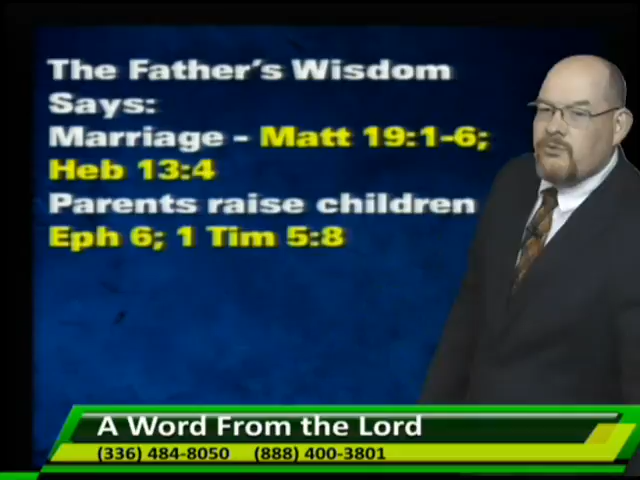 The Father's Wisdom
Says:
Marriage - Matt 19:1-6;
Heb 13:4
Parents raise children
Eph 6; 1 Tim 5:8
A Word From the Lord
(336) 484-8050 (888) 400-3801